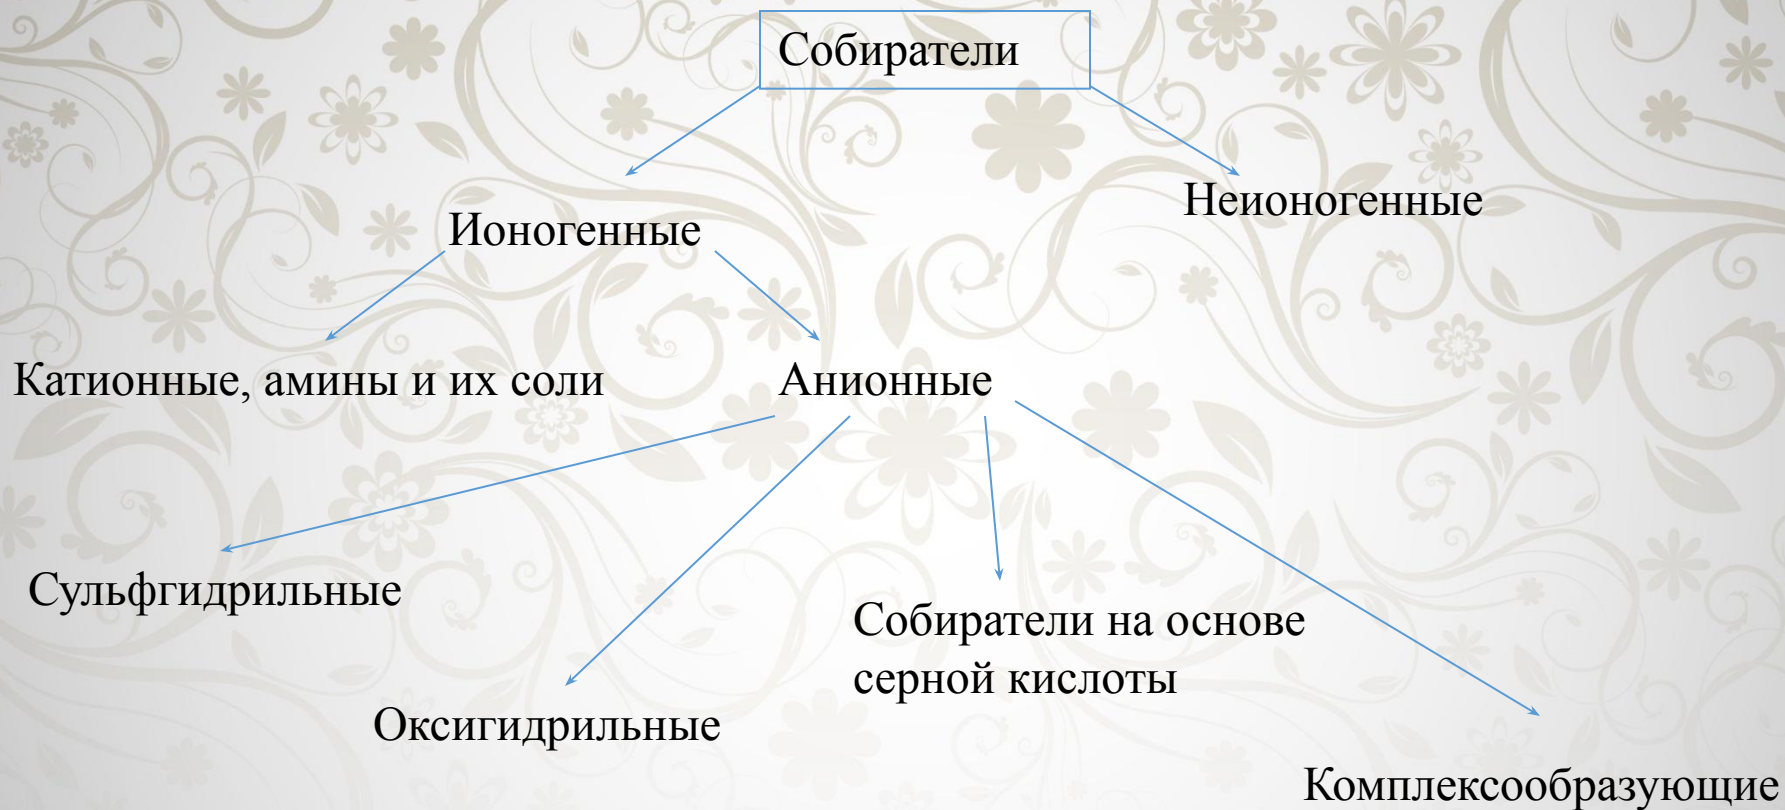 Собиратели
Неионогенные
Ионогенные
Катионные, амины и их соли
Анионные
Сульфгидрильные
Собиратели на основе
серной кислоты
Оксигидрильные
Комплексообразующие